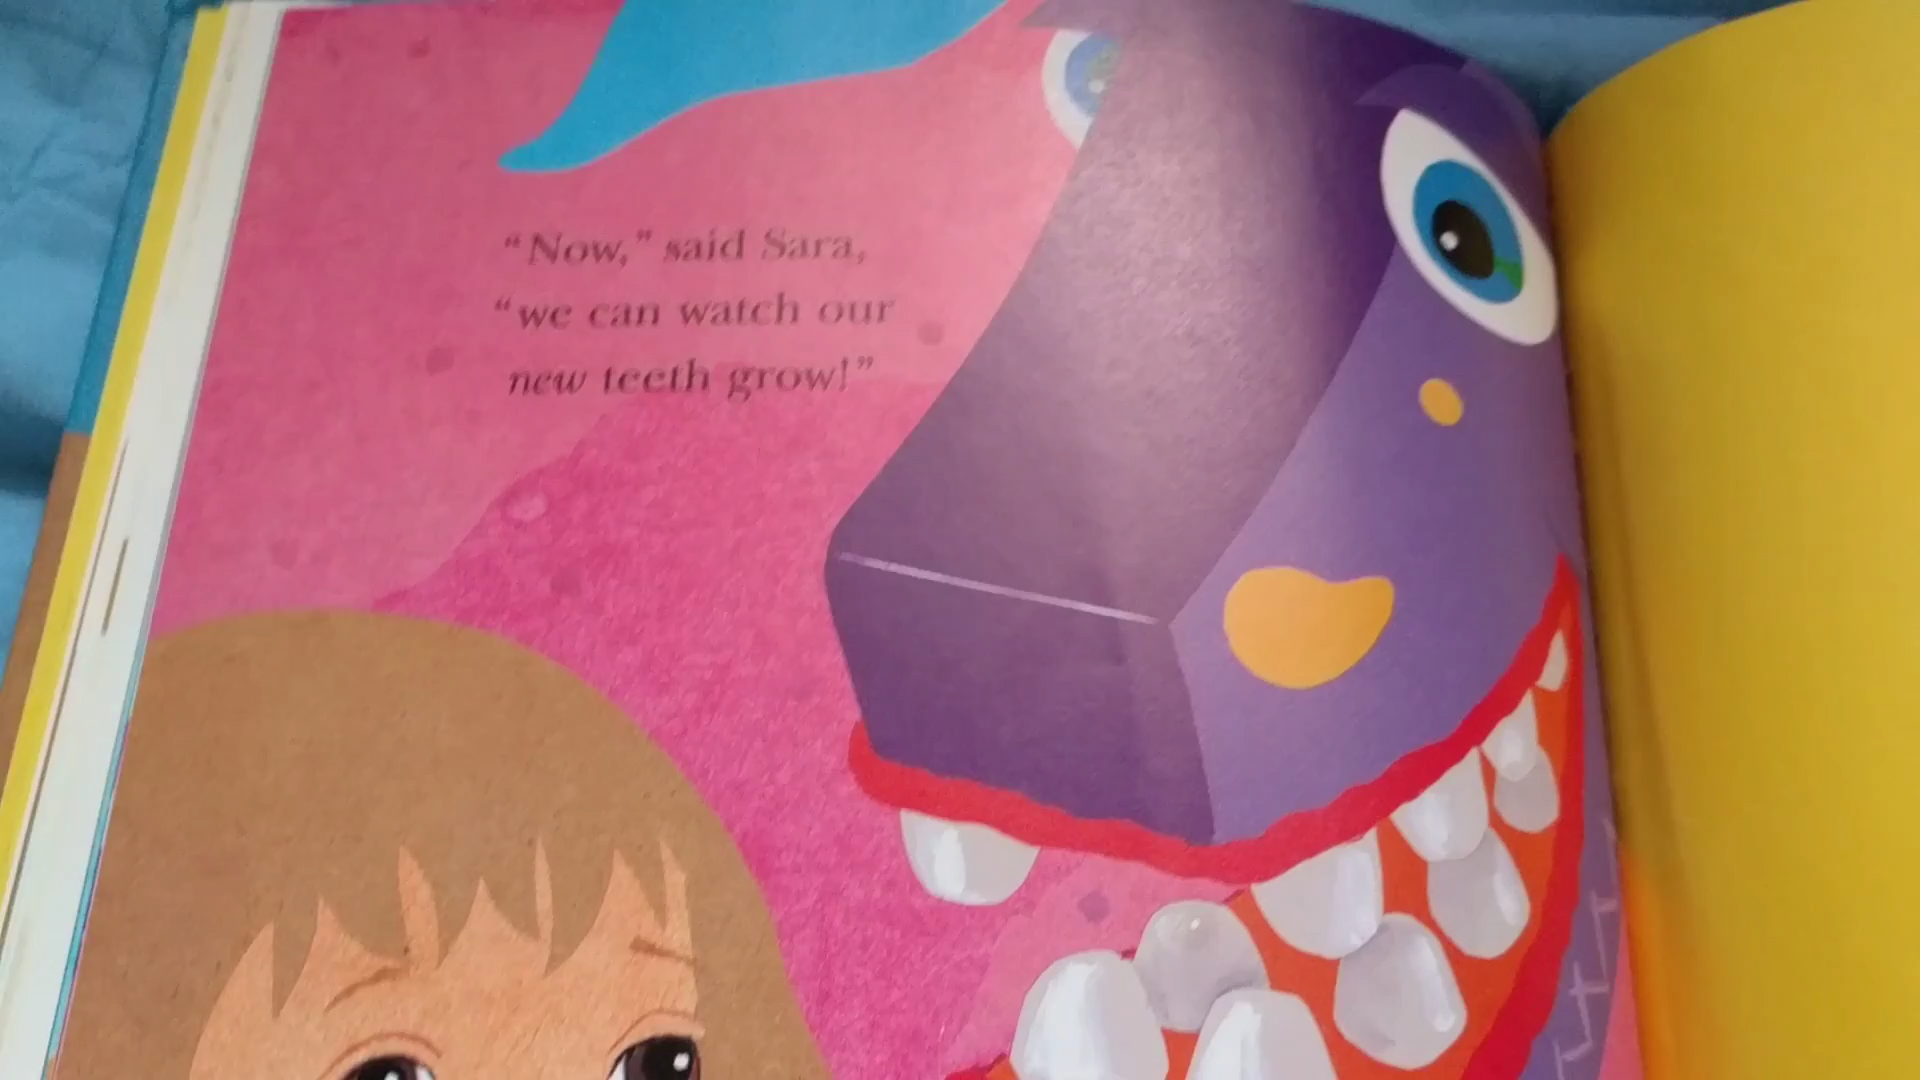 “Now,” said Sara,
“we can watch our
new teeth grow!”